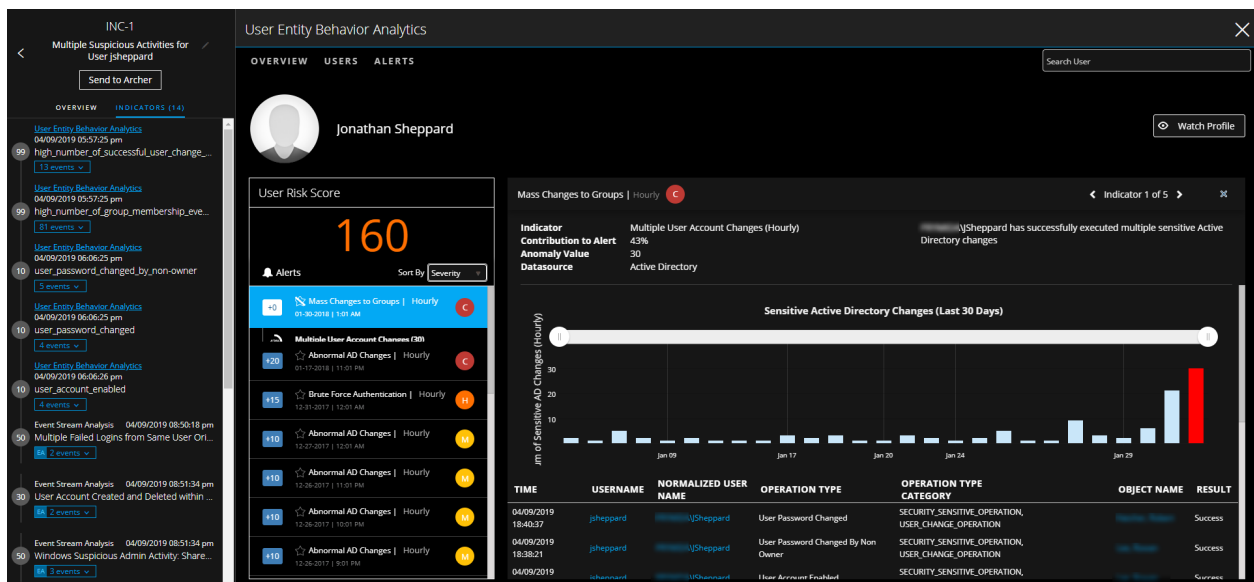 INC-1
Multiple Suspicious Activities for
User jsheppard
Send to Archer
OVERVIEW INDICATORS (14)
User Entity Behavior Analytics
04/09/2019 05:57:25 pm
99 high_number_of_successful_user_change_...
13 events
User Entity Behavior Analytics
04/09/2019 05:57:25 pm
99 high_number_of_group_membership_eve...
81 events
User Entity Behavior Analytics
04/09/2019 06:06:25 pm
10 user_password_changed_by_non-owner
5 events
User Entity Behavior Analytics
04/09/2019 06:06:25 pm
10 user_password_changed
4 events
User Entity Behavior Analytics
04/09/2019 06:06:26 pm
10 user_account_enabled
4 events
Event Stream Analysis 04/09/2019 08:50:18 pm
50 Multiple Failed Logins from Same User Ori...
EA 2 events
Event Stream Analysis 04/09/2019 08:51:34 pm
30 User Account Created and Deleted within ...
EA 2 events
Event Stream Analysis 04/09/2019 08:51:34 pm
50 Windows Suspicious Admin Activity: Share...
EA 3 events
User Entity Behavior Analytics
OVERVIEW USERS ALERTS
Search User
Jonathan Sheppard
Watch Profile
User Risk Score
160
Alerts Sort By Severity
+0 Mass Changes to Groups | Hourly C
01-30-2018 | 1:01 AM
Multiple User Account Changes (30)
+20 Abnormal AD Changes | Hourly C
01-17-2018 | 11:01 PM
+15 Brute Force Authentication | Hourly H
12-31-2017 | 12:01 AM
+10 Abnormal AD Changes | Hourly M
12-27-2017 | 12:01 AM
+10 Abnormal AD Changes | Hourly M
12-26-2017 | 11:01 PM
+10 Abnormal AD Changes | Hourly M
12-26-2017 | 10:01 PM
+10 Abnormal AD Changes | Hourly M
12-26-2017 | 9:01 PM
Mass Changes to Groups | Hourly C
Indicator 1 of 5
Indicator Multiple User Account Changes (Hourly)
Contribution to Alert 43%
Anomaly Value 30
Datasource Active Directory
\JSheppard has successfully executed multiple sensitive Active
Directory changes
Sensitive Active Directory Changes (Last 30 Days)
um of Sensitive AD Changes (Hourly)
30
20
10
Jan 09 Jan 17 Jan 20 Jan 24 Jan 29
TIME USERNAME NORMALIZED USER NAME OPERATION TYPE OPERATION TYPE CATEGORY OBJECT NAME RESULT
04/09/2019 18:40:37 jsheppard \JSheppard User Password Changed SECURITY_SENSITIVE_OPERATION, USER_CHANGE_OPERATION Success
04/09/2019 18:38:21 jsheppard \JSheppard User Password Changed By Non Owner SECURITY_SENSITIVE_OPERATION, USER_CHANGE_OPERATION Success
04/09/2019 jsheppard \JSheppard User Account Enabled SECURITY_SENSITIVE_OPERATION, Success